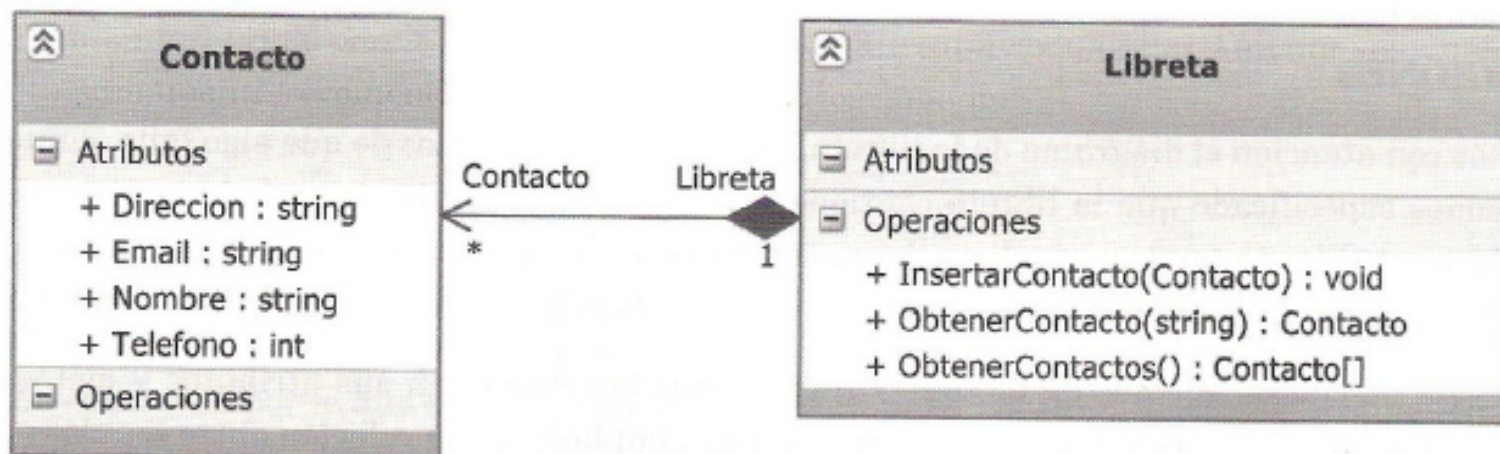 Contacto
Atributos
+ Direccion : string
+ Email : string
+ Nombre : string
+ Telefono : int
Operaciones
Contacto
*
Libreta
1
Libreta
Atributos
Operaciones
+ InsertarContacto(Contacto) : void
+ ObtenerContacto(string) : Contacto
+ ObtenerContactos() : Contacto[]